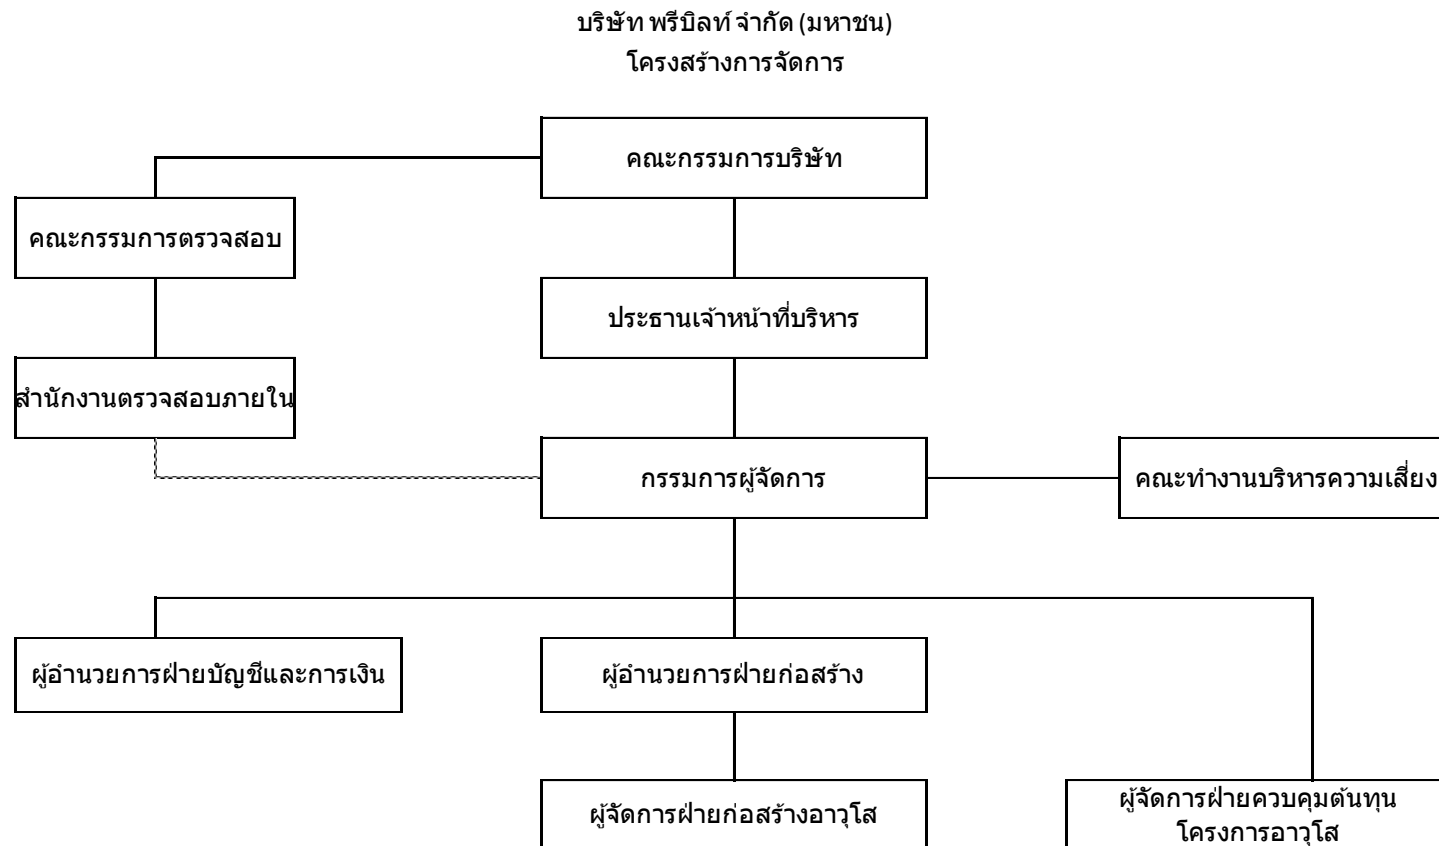 บริษัท พรีบิลท์ จำกัด (มหาชน)
โครงสร้างการจัดการ
คณะกรรมการบริษัท
คณะกรรมการตรวจสอบ
ประธานเจ้าหน้าที่บริหาร
สำนักงานตรวจสอบภายใน
กรรมการผู้จัดการ
คณะทำงานบริหารความเสี่ยง
ผู้อำนวยการฝ่ายบัญชีและการเงิน
ผู้อำนวยการฝ่ายก่อสร้าง
ผู้จัดการฝ่ายก่อสร้างอาวุโส
ผู้จัดการฝ่ายควบคุมต้นทุน
โครงการอาวุโส